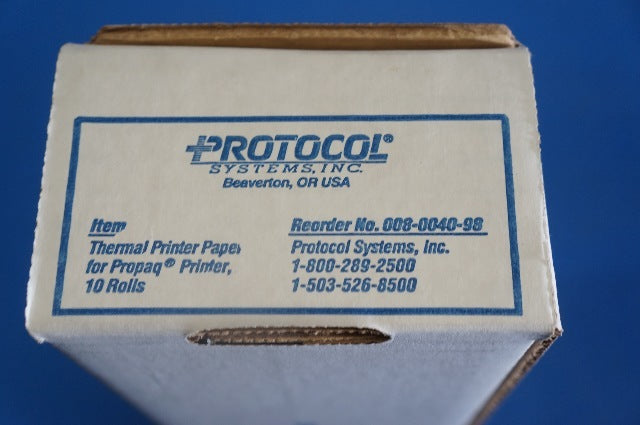 PROTOCOL®
SYSTEMS, INC.
Beaverton, OR USA
Item
Thermal Printer Paper
for Propaq® Printer,
10 Rolls
Reorder No. 008-0040-98
Protocol Systems, Inc.
1-800-289-2500
1-503-526-8500